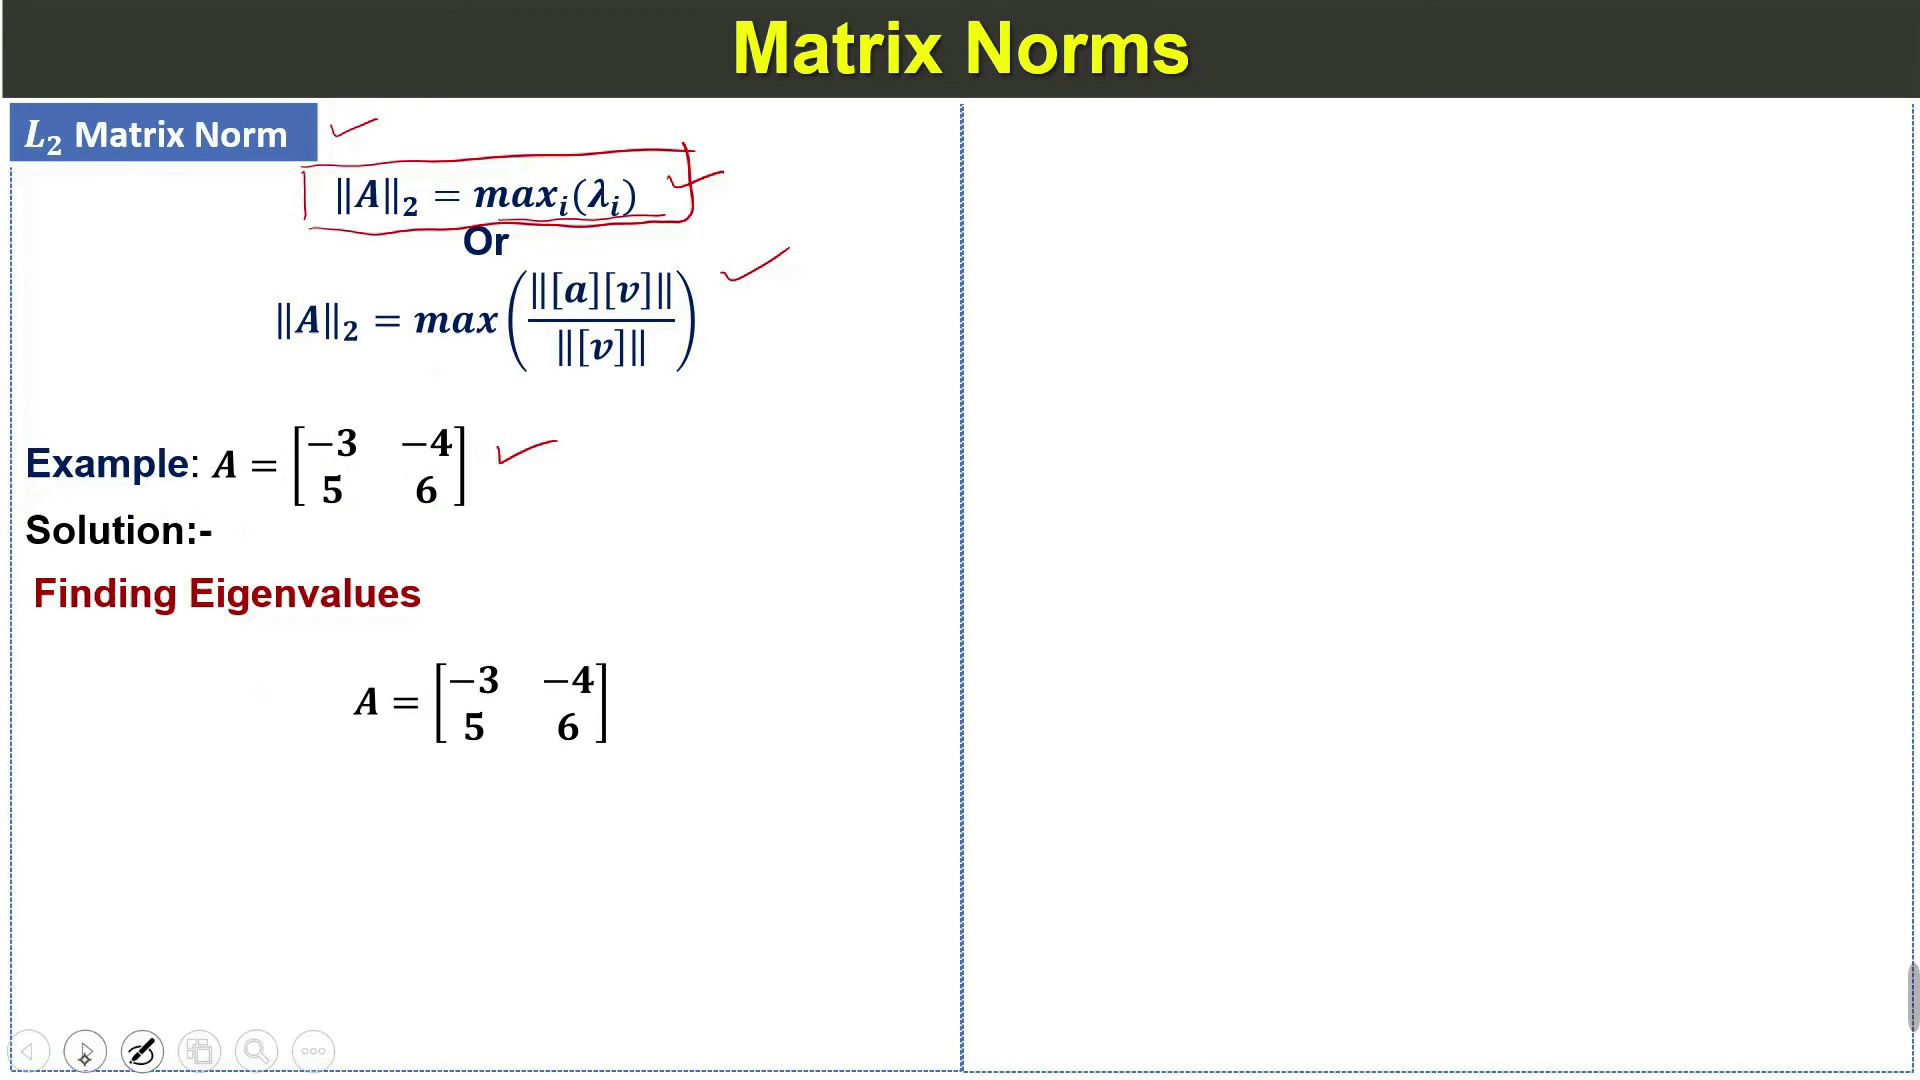 Matrix Norms
L₂ Matrix Norm
‖A‖₂ = maxᵢ(λᵢ)
Or
‖A‖₂ = max(‖[a][v]‖ / ‖[v]‖)
Example: A = [−3 −4
5 6]
Solution:-
Finding Eigenvalues
A = [−3 −4
5 6]